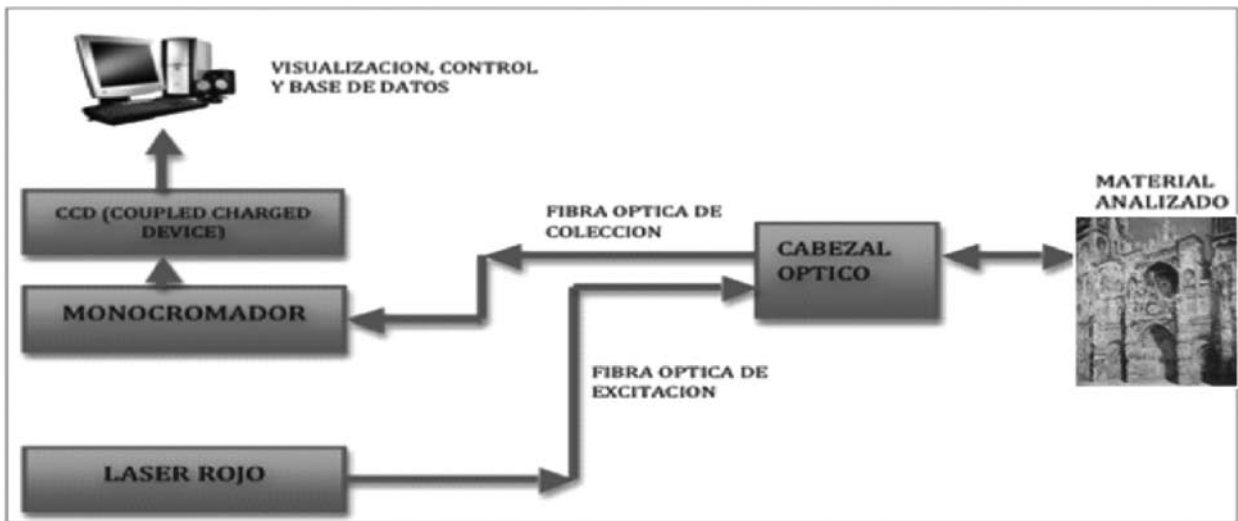 VISUALIZACION, CONTROL
Y BASE DE DATOS
CCD (COUPLED CHARGED
DEVICE)
MONOCROMADOR
LASER ROJO
FIBRA OPTICA DE
COLECCION
FIBRA OPTICA DE
EXCITACION
CABEZAL
OPTICO
MATERIAL
ANALIZADO